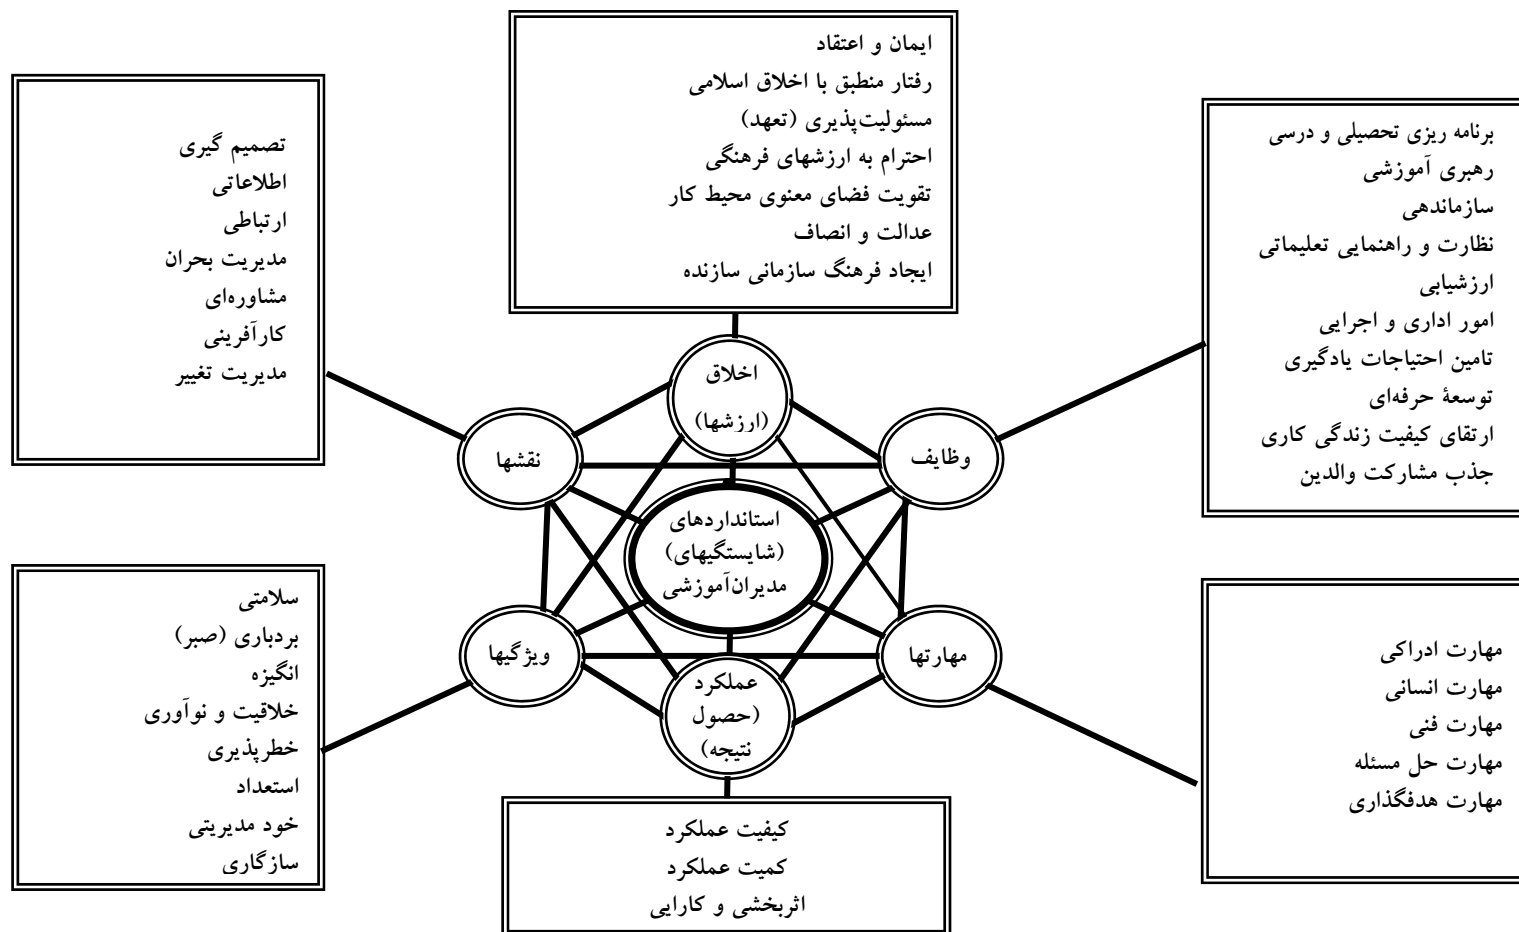 ایمان و اعتقاد
رفتار منطبق با اخلاق اسلامی
مسئولیت‌پذیری (تعهد)
احترام به ارزشهای فرهنگی
تقویت فضای معنوی محیط کار
عدالت و انصاف
ایجاد فرهنگ سازمانی سازنده
برنامه ریزی تحصیلی و درسی
رهبری آموزشی
سازماندهی
نظارت و راهنمایی تعلیماتی
ارزشیابی
امور اداری و اجرایی
تامین احتیاجات یادگیری
توسعۀ حرفه‌ای
ارتقای کیفیت زندگی کاری
جذب مشارکت والدین
تصمیم گیری
اطلاعاتی
ارتباطی
مدیریت بحران
مشاوره‌ای
کارآفرینی
مدیریت تغییر
اخلاق
(ارزشها)
وظایف
نقشها
استانداردهای
(شایستگیهای)
مدیران‌آموزشی
مهارتها
ویژگیها
عملکرد
(حصول
نتیجه)
مهارت ادراکی
مهارت انسانی
مهارت فنی
مهارت حل مسئله
مهارت هدفگذاری
سلامتی
بردباری (صبر)
انگیزه
خلاقیت و نوآوری
خطرپذیری
استعداد
خود مدیریتی
سازگاری
کیفیت عملکرد
کمیت عملکرد
اثربخشی و کارایی